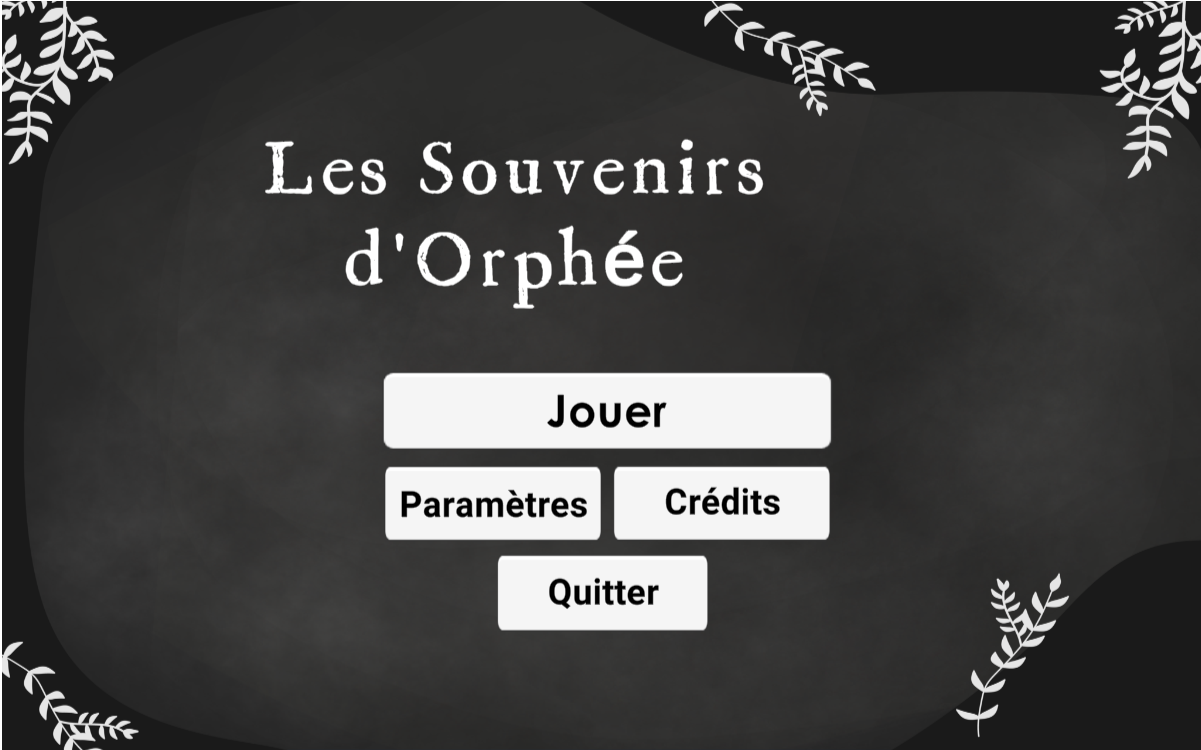 Les Souvenirs
d'Orphée
Jouer
Paramètres
Crédits
Quitter